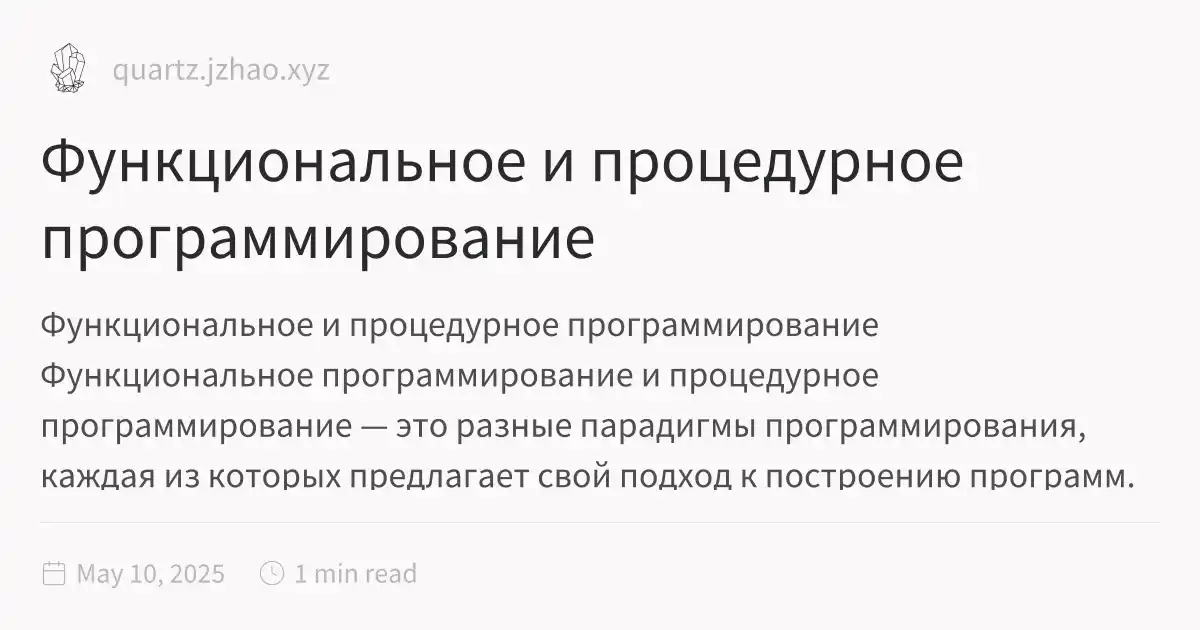 quartz.jzhao.xyz
Функциональное и процедурное
программирование
Функциональное и процедурное программирование
Функциональное программирование и процедурное
программирование — это разные парадигмы программирования,
каждая из которых предлагает свой подход к построению программ.
May 10, 2025 1 min read